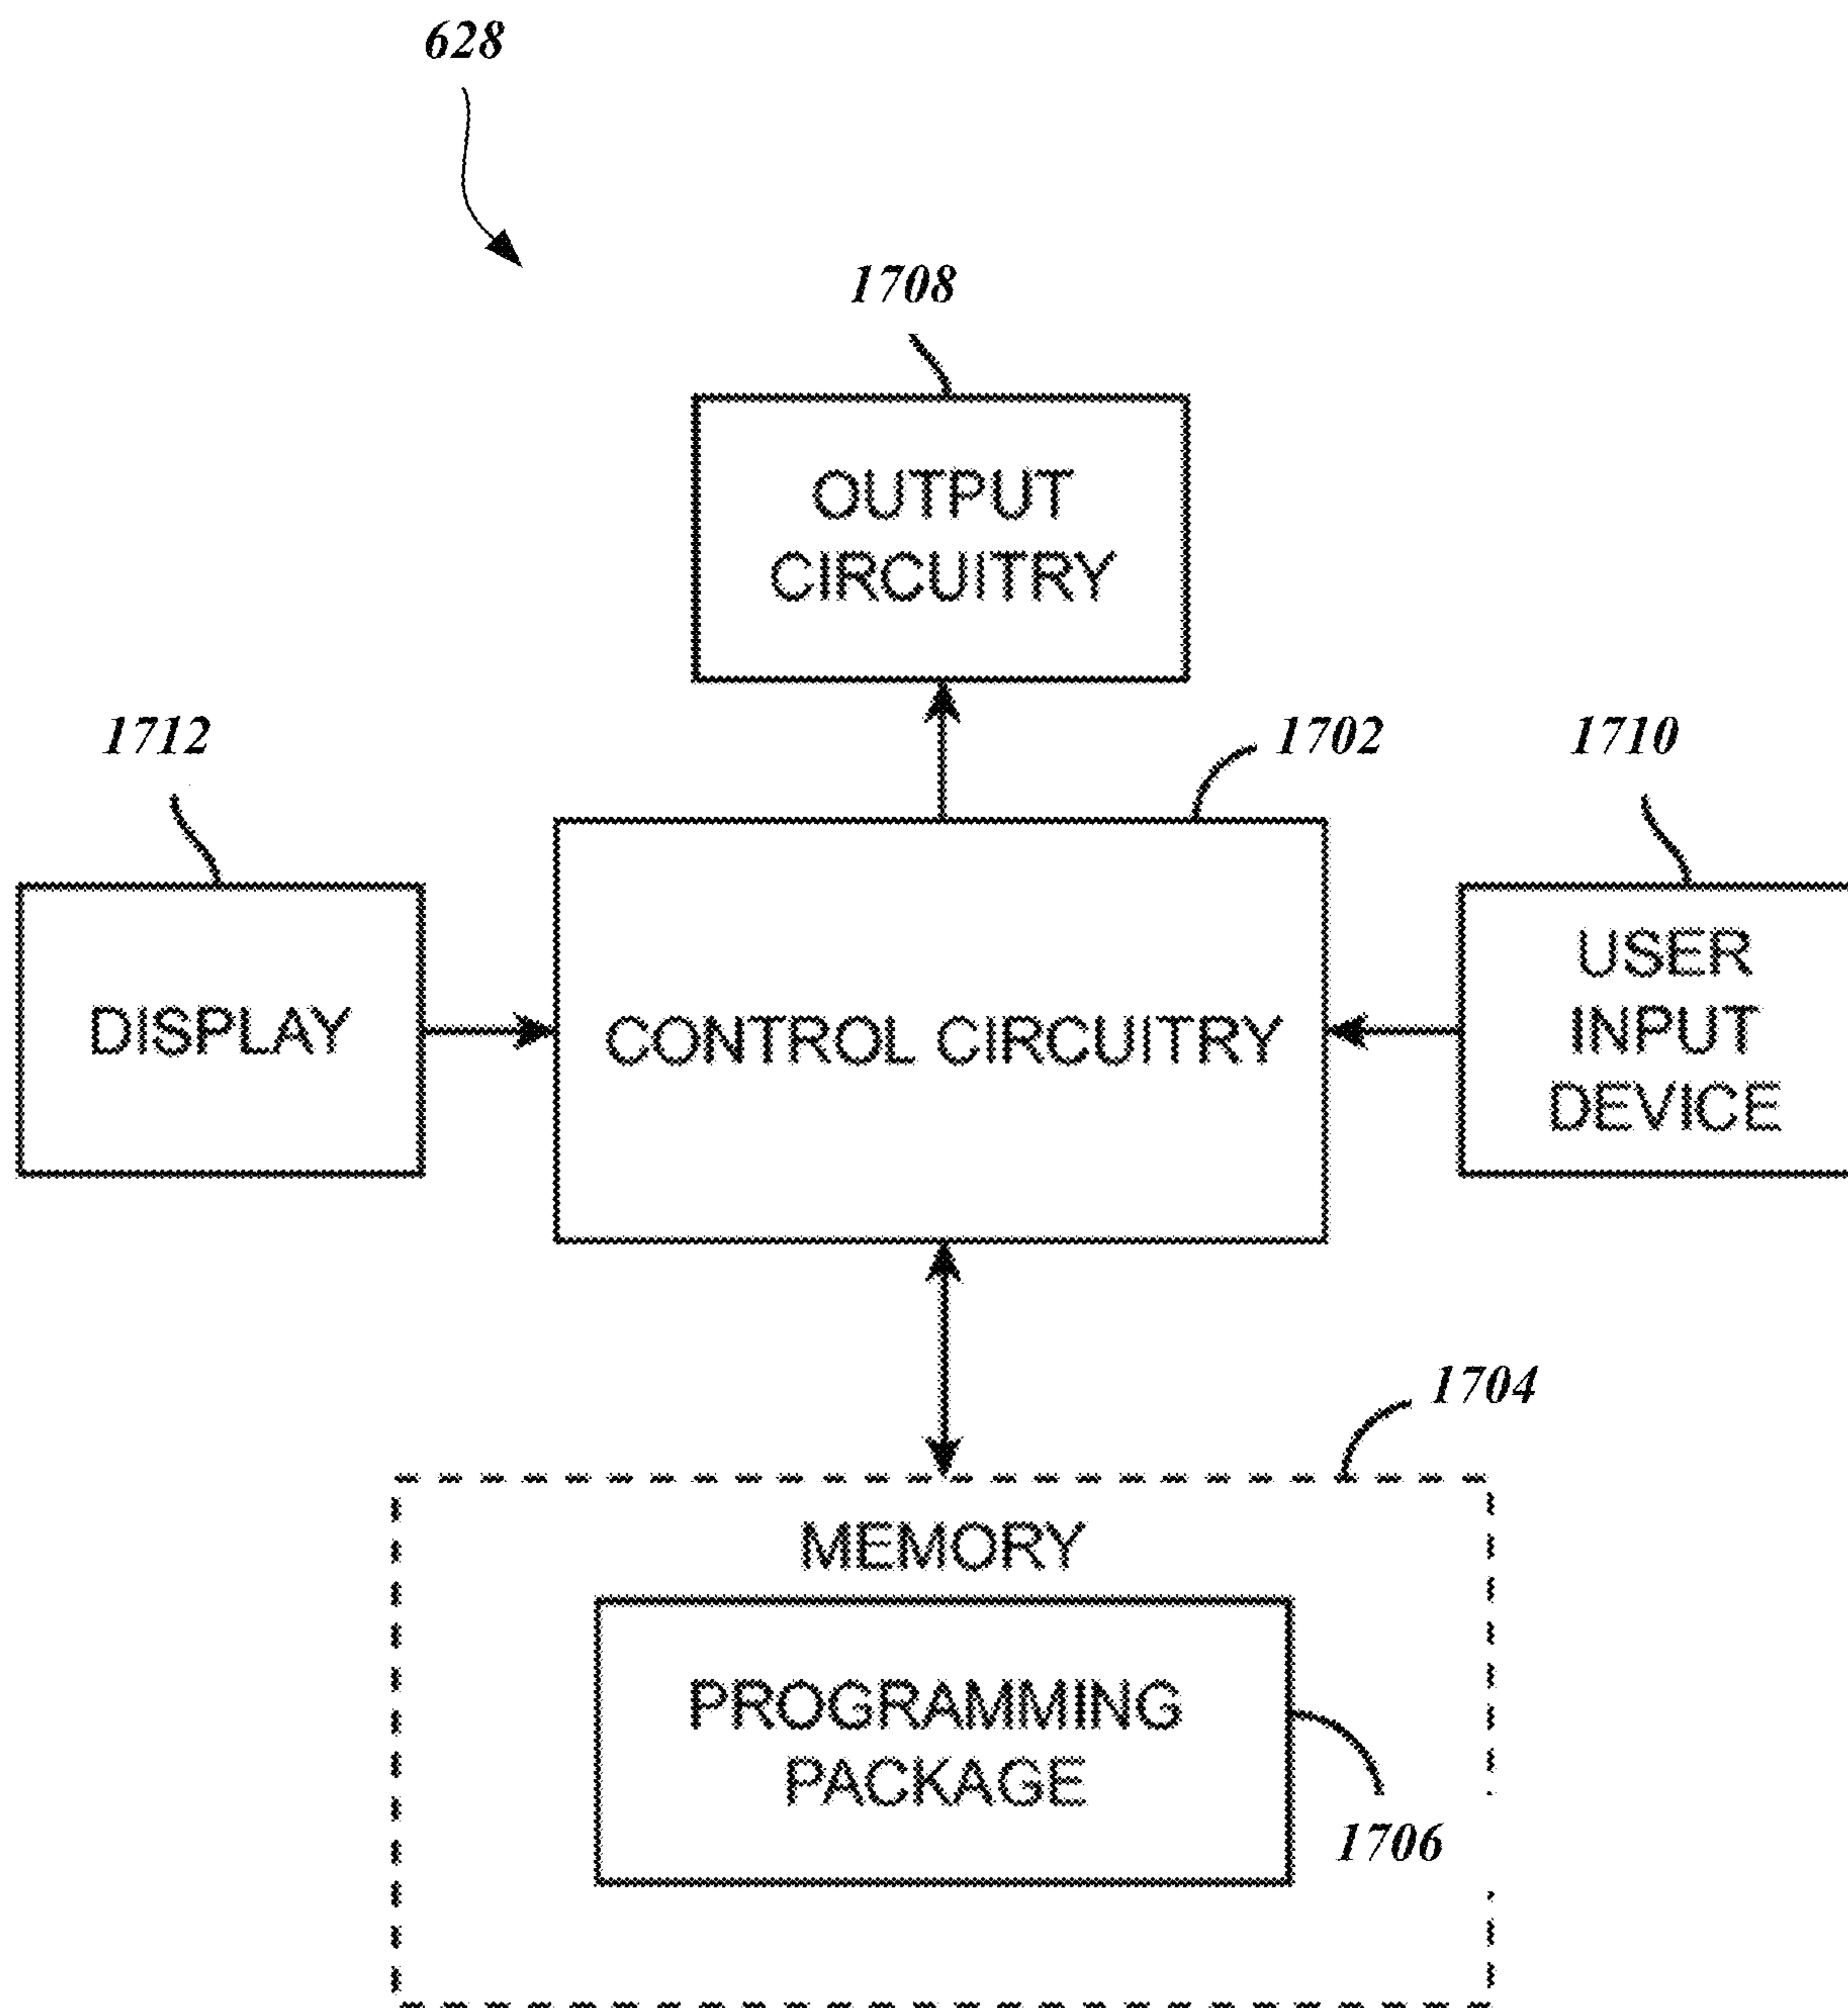 628
1708
OUTPUT
CIRCUITRY
1712
1702
1710
DISPLAY
CONTROL CIRCUITRY
USER
INPUT
DEVICE
1704
MEMORY
PROGRAMMING
PACKAGE
1706